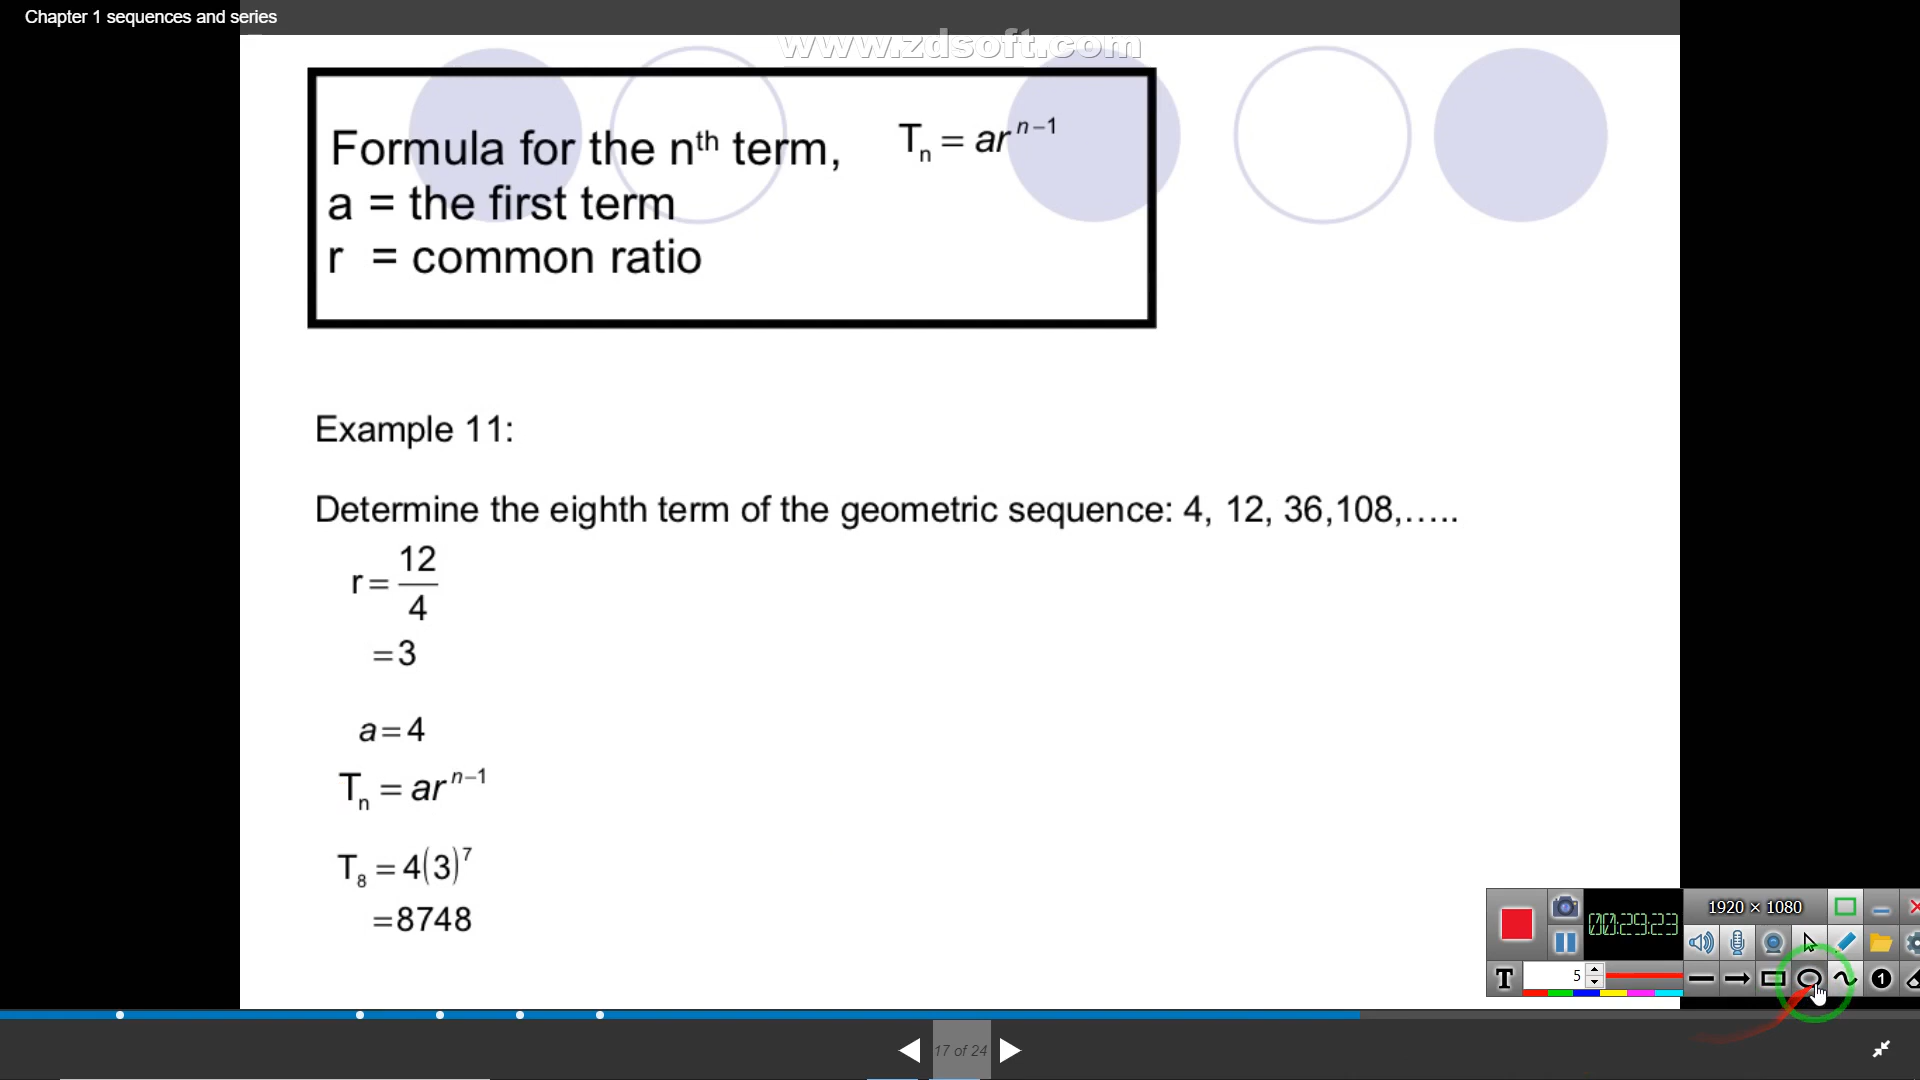 Chapter 1 sequences and series
www.zdsoft.com
Formula for the nth term, Tn = ar^n−1
a = the first term
r = common ratio
Example 11:
Determine the eighth term of the geometric sequence: 4, 12, 36,108,.....
r = 12/4
= 3
a = 4
Tn = ar^n−1
T8 = 4(3)^7
= 8748
1920 × 1080
00:29:23
T 5 1
17 of 24